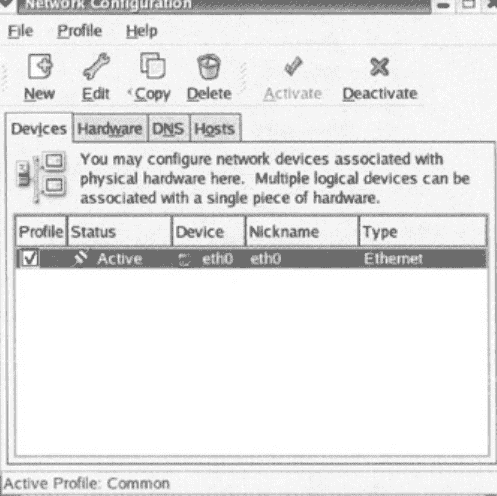 Network Configuration
File Profile Help
New Edit Copy Delete Activate Deactivate
Devices Hardware DNS Hosts
You may configure network devices associated with
physical hardware here. Multiple logical devices can be
associated with a single piece of hardware.
Profile Status Device Nickname Type
Active eth0 eth0 Ethernet
Active Profile: Common